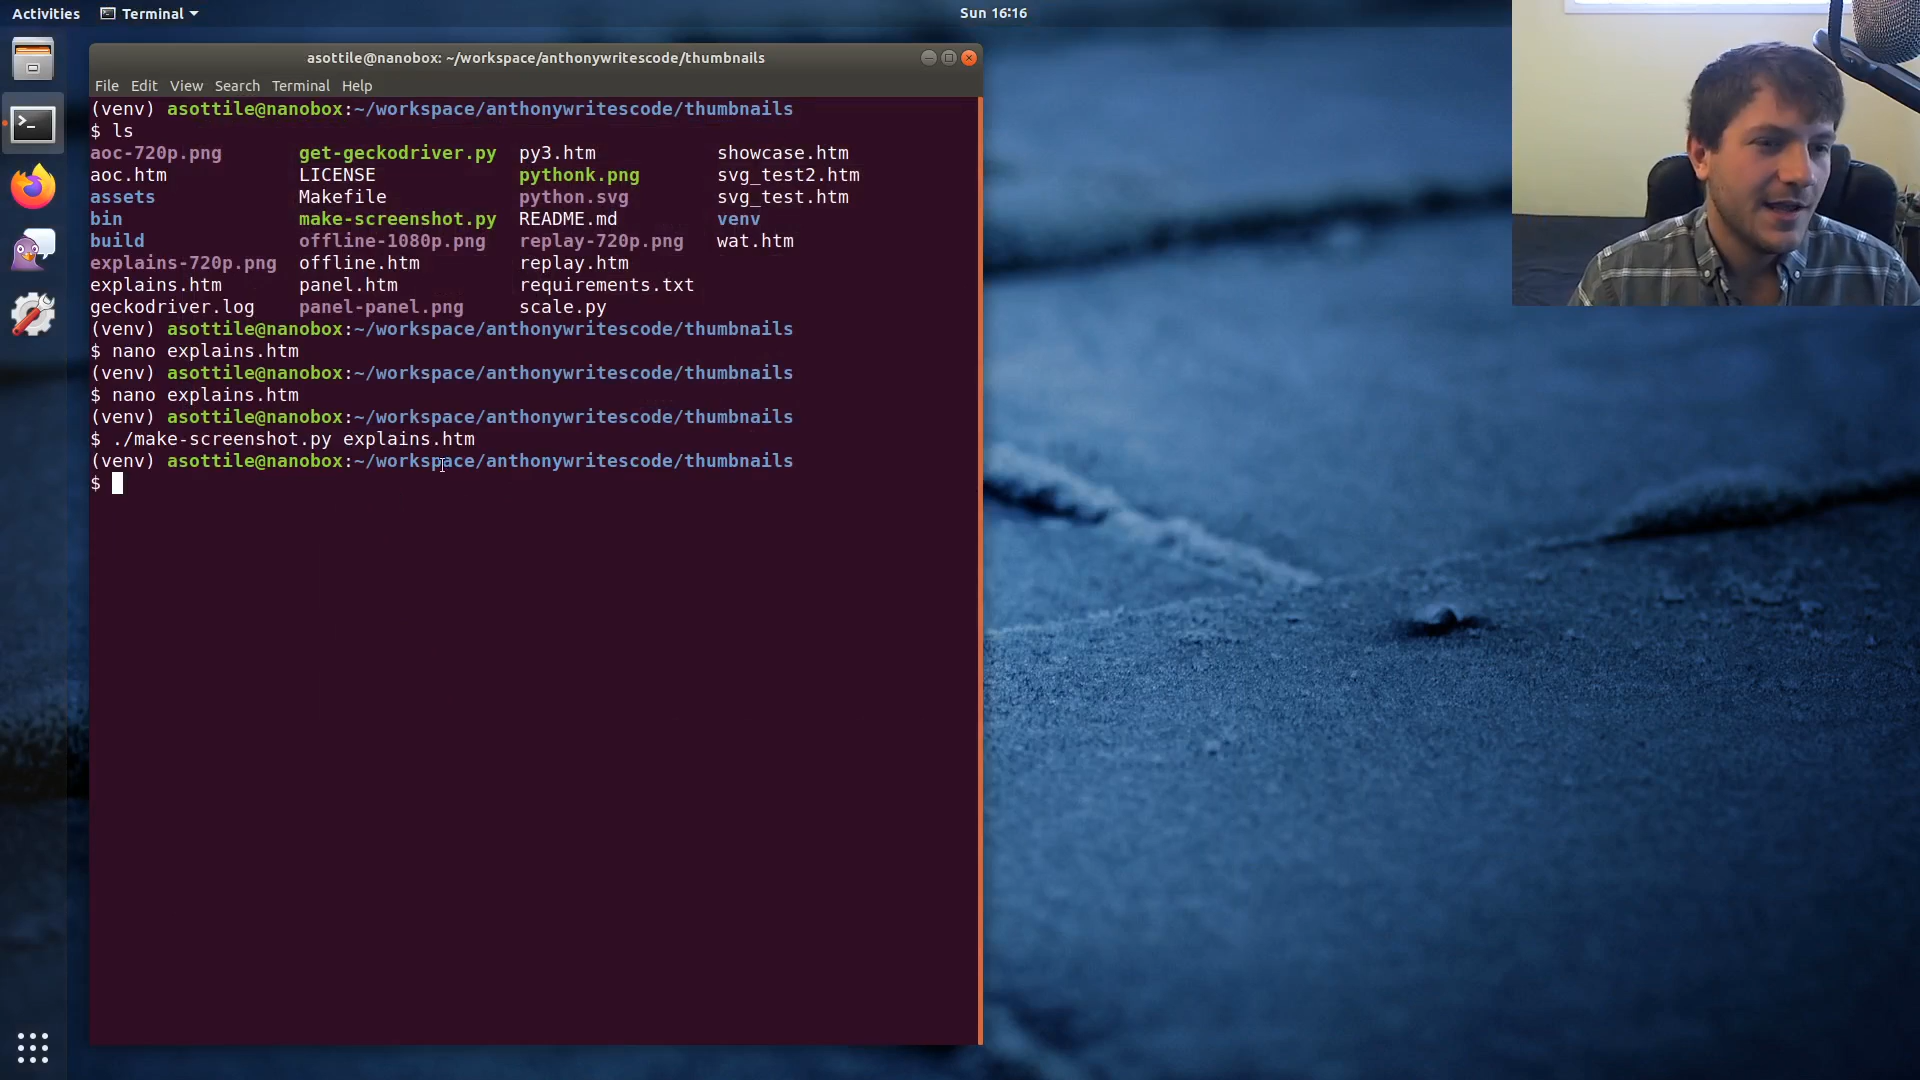 Activities Terminal Sun 16:16
asottile@nanobox: ~/workspace/anthonywritescode/thumbnails
File Edit View Search Terminal Help
(venv) asottile@nanobox:~/workspace/anthonywritescode/thumbnails
$ ls
aoc-720p.png get-geckodriver.py py3.htm showcase.htm
aoc.htm LICENSE pythonk.png svg_test2.htm
assets Makefile python.svg svg_test.htm
bin make-screenshot.py README.md venv
build offline-1080p.png replay-720p.png wat.htm
explains-720p.png offline.htm replay.htm
explains.htm panel.htm requirements.txt
geckodriver.log panel-panel.png scale.py
(venv) asottile@nanobox:~/workspace/anthonywritescode/thumbnails
$ nano explains.htm
(venv) asottile@nanobox:~/workspace/anthonywritescode/thumbnails
$ nano explains.htm
(venv) asottile@nanobox:~/workspace/anthonywritescode/thumbnails
$ ./make-screenshot.py explains.htm
(venv) asottile@nanobox:~/workspace/anthonywritescode/thumbnails
$